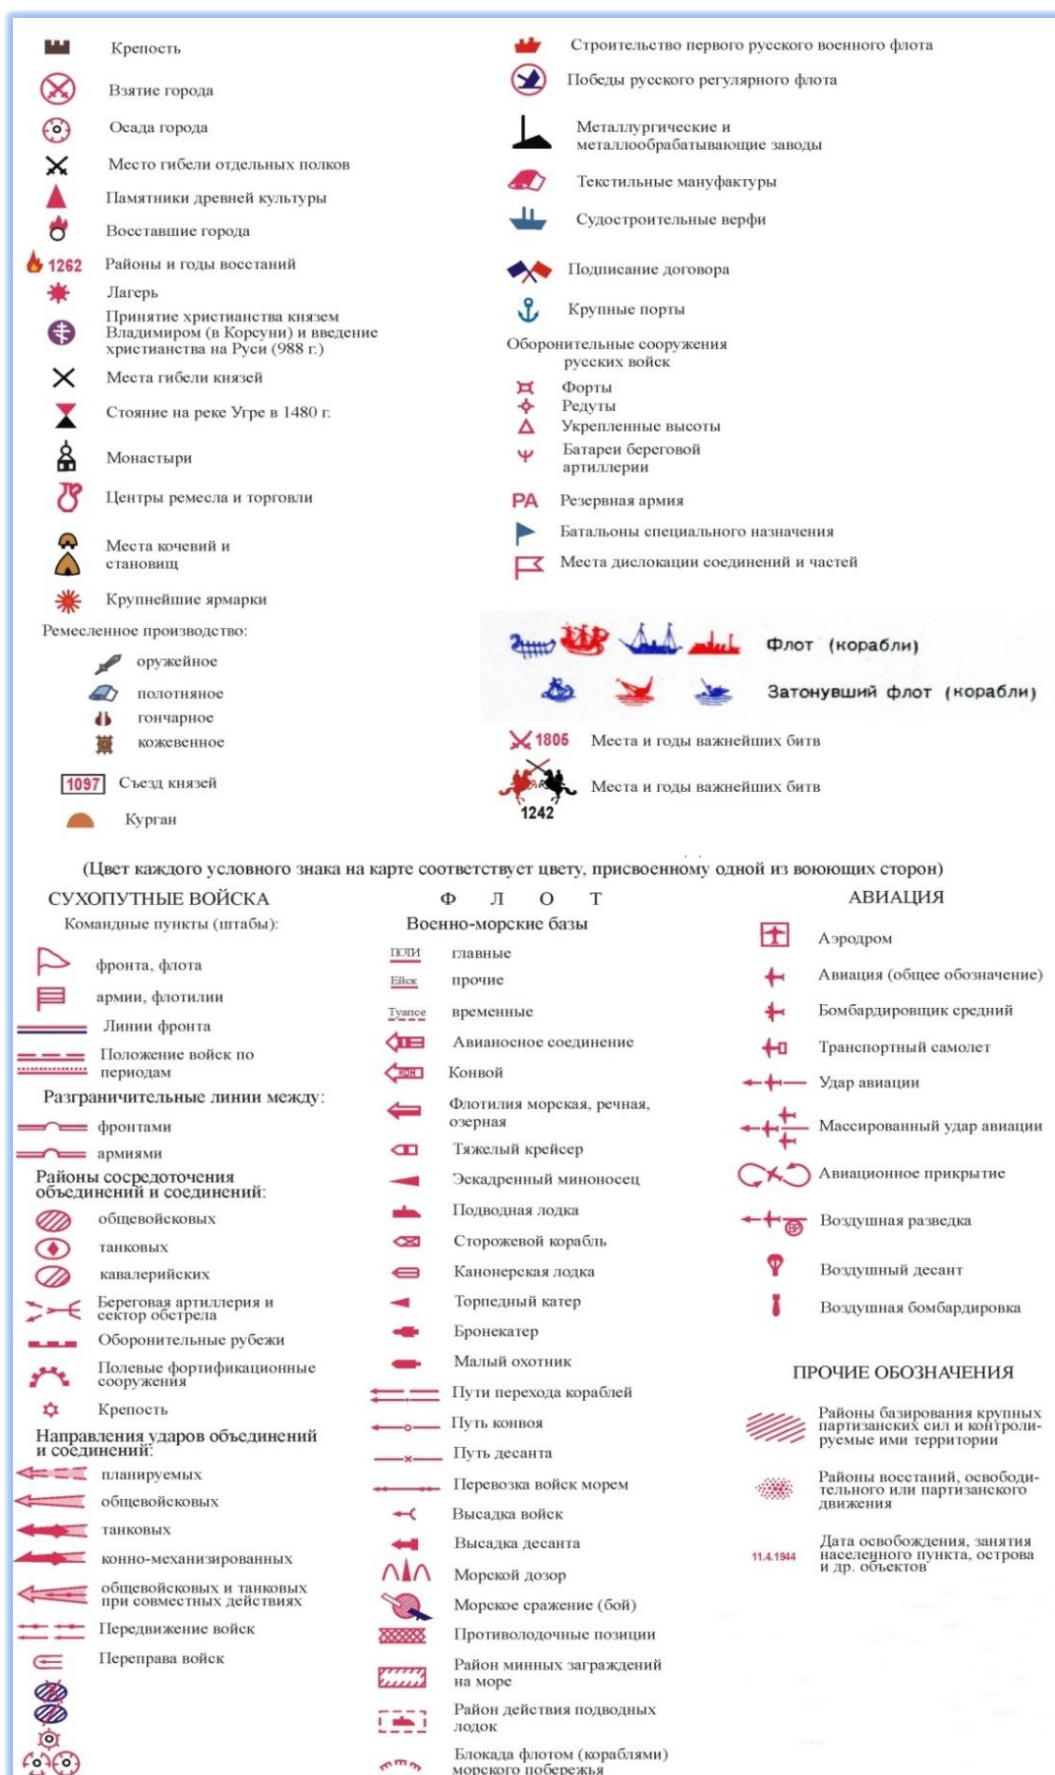 Крепость
Взятие города
Осада города
Место гибели отдельных полков
Памятники древней культуры
Восставшие города
1262 Районы и годы восстаний
Лагерь
Принятие христианства князем
Владимиром (в Корсуни) и введение
христианства на Руси (988 г.)
Места гибели князей
Стояние на реке Угре в 1480 г.
Монастыри
Центры ремесла и торговли
Места кочевий и
становищ
Крупнейшие ярмарки
Ремесленное производство:
оружейное
полотняное
гончарное
кожевенное
1097 Съезд князей
Курган
Строительство первого русского военного флота
Победы русского регулярного флота
Металлургические и
металлообрабатывающие заводы
Текстильные мануфактуры
Судостроительные верфи
Подписание договора
Крупные порты
Оборонительные сооружения
русских войск
Форты
Редуты
Укрепленные высоты
Батареи береговой
артиллерии
РА Резервная армия
Батальоны специального назначения
Места дислокации соединений и частей
Флот (корабли)
Затонувший флот (корабли)
1805 Места и годы важнейших битв
Места и годы важнейших битв
1242
(Цвет каждого условного знака на карте соответствует цвету, присвоенному одной из воюющих сторон)
СУХОПУТНЫЕ ВОЙСКА
Командные пункты (штабы):
фронта, флота
армии, флотилии
Линии фронта
Положение войск по
периодам
Разграничительные линии между:
фронтами
армиями
Районы сосредоточения
объединений и соединений:
общевойсковых
танковых
кавалерийских
Береговая артиллерия и
сектор обстрела
Оборонительные рубежи
Полевые фортификационные
сооружения
Крепость
Направления ударов объединений
и соединений:
планируемых
общевойсковых
танковых
конно-механизированных
общевойсковых и танковых
при совместных действиях
Передвижение войск
Переправа войск
Ф Л О Т
Военно-морские базы
ПОТИ главные
Ейск прочие
Туапсе временные
Авианосное соединение
Конвой
Флотилия морская, речная,
озерная
Тяжелый крейсер
Эскадренный миноносец
Подводная лодка
Сторожевой корабль
Канонерская лодка
Торпедный катер
Бронекатер
Малый охотник
Пути перехода кораблей
Путь конвоя
Путь десанта
Перевозка войск морем
Высадка войск
Высадка десанта
Морской дозор
Морское сражение (бой)
Противолодочные позиции
Район минных заграждений
на море
Район действия подводных
лодок
Блокада флотом (кораблями)
морского побережья
АВИАЦИЯ
Аэродром
Авиация (общее обозначение)
Бомбардировщик средний
Транспортный самолет
Удар авиации
Массированный удар авиации
Авиационное прикрытие
Воздушная разведка
Воздушный десант
Воздушная бомбардировка
ПРОЧИЕ ОБОЗНАЧЕНИЯ
Районы базирования крупных
партизанских сил и контроли-
руемые ими территории
Районы восстаний, освободи-
тельного или партизанского
движения
11.4.1944 Дата освобождения, занятия
населенного пункта, острова
и др. объектов